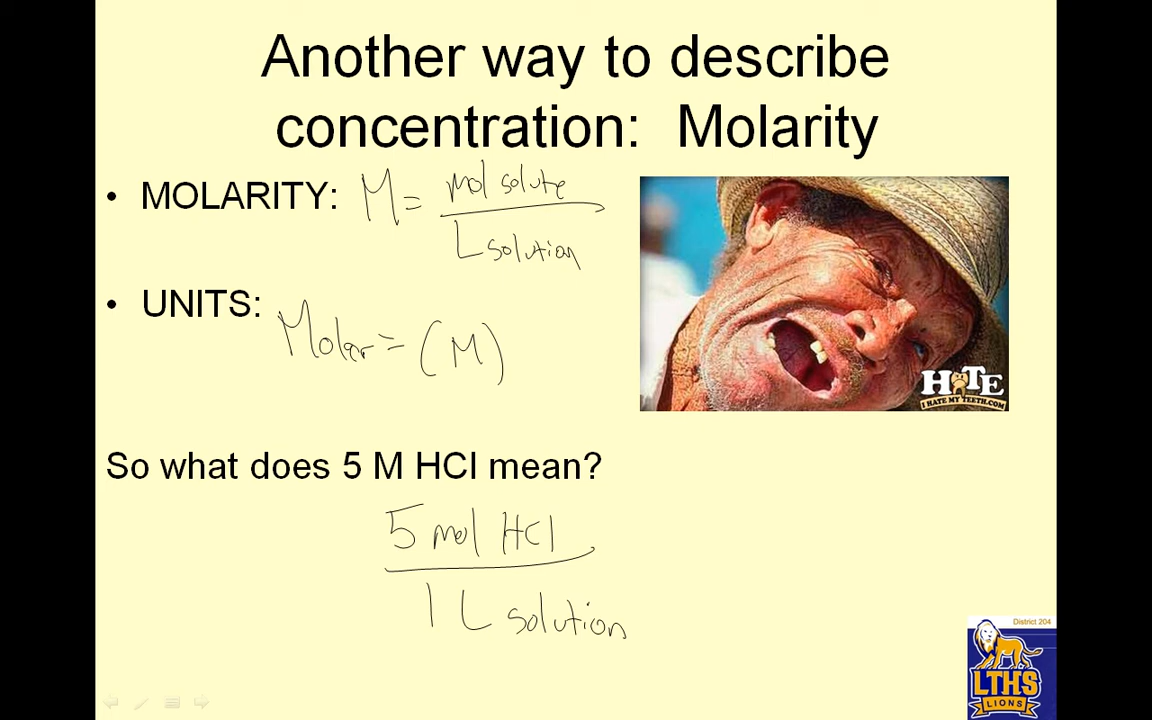 Another way to describe
concentration: Molarity
• MOLARITY: M = mol solute
L solution
• UNITS: Molar = (M)
HATE
I HATE MY TEETH.COM
So what does 5 M HCl mean?
5 mol HCl
1 L solution
District 204
LTHS
LIONS